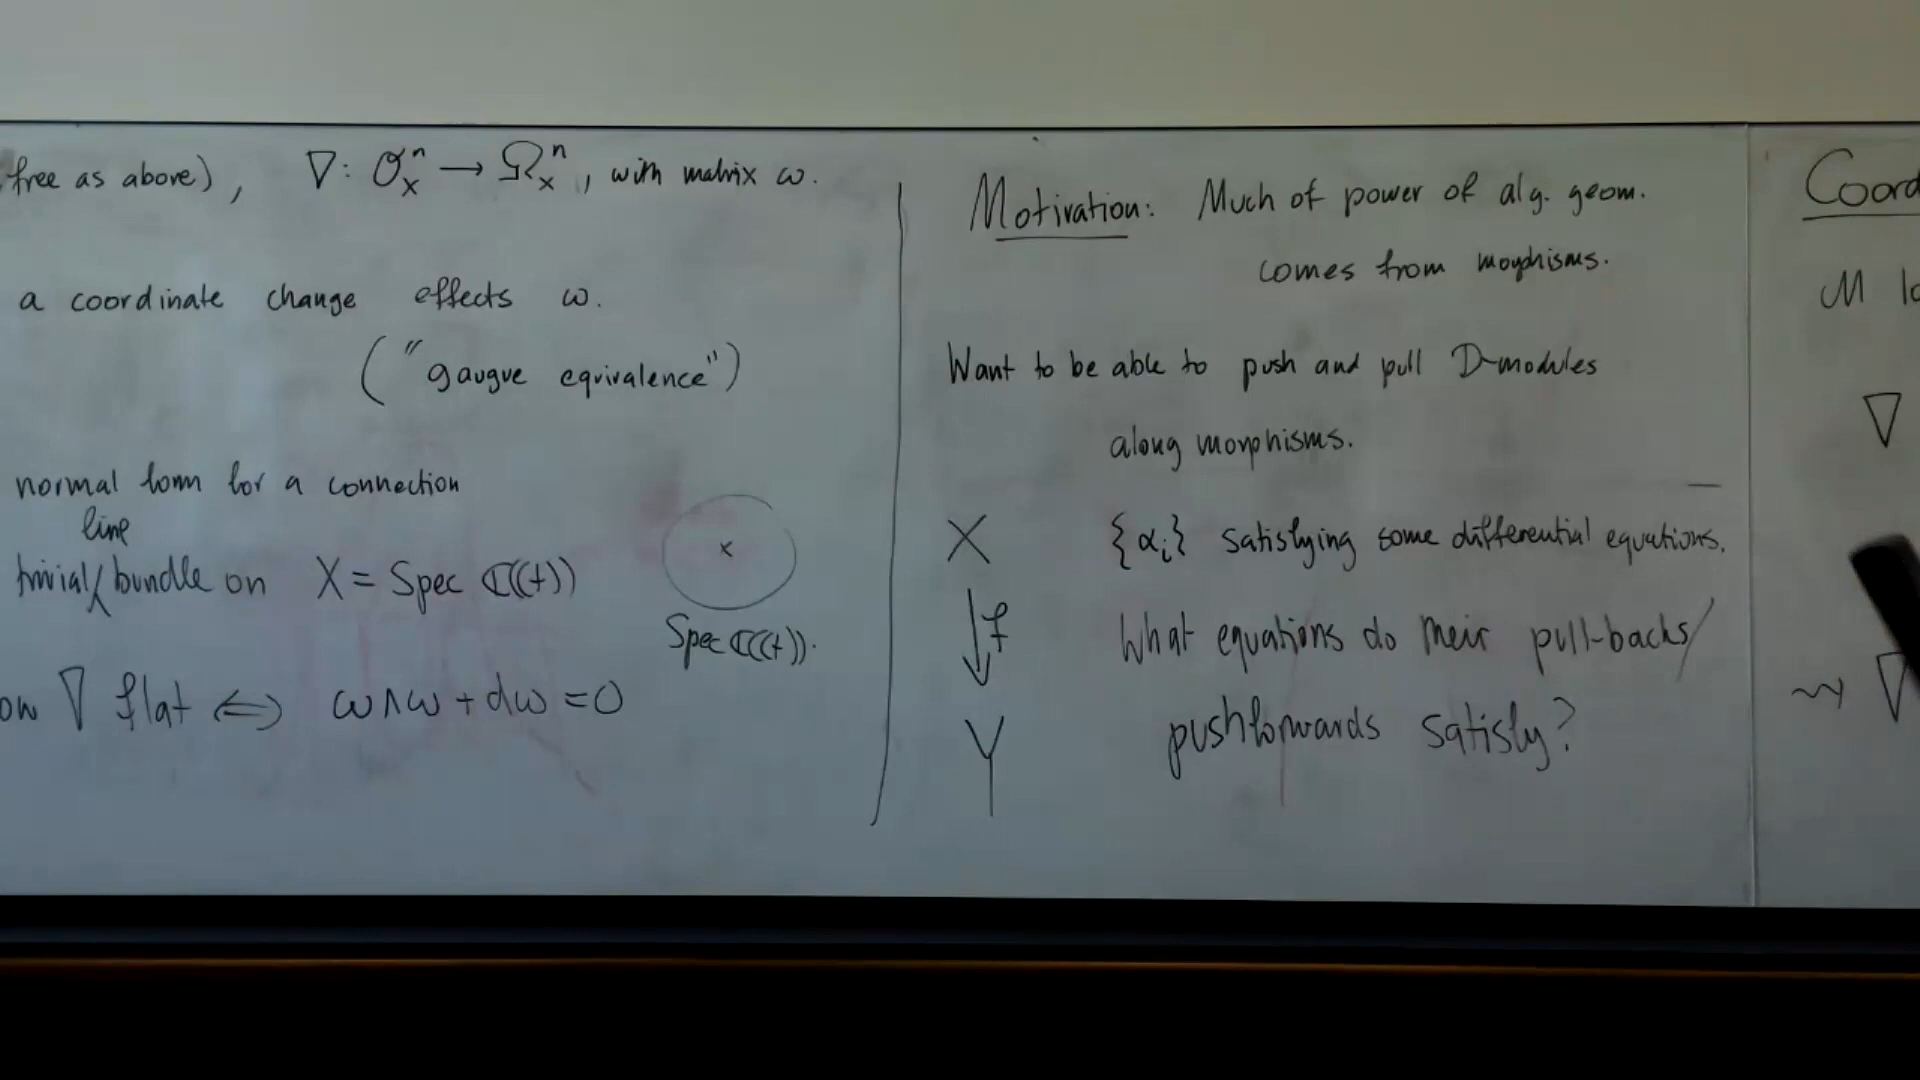 free as above), ∇: O_X^n → Ω_X^n, with matrix ω.
a coordinate change effects ω.
("gaugue equivalence")
normal form for a connection
line
trivial bundle on X = Spec ℂ((t))
x
Spec ℂ((t)).
∇ flat ⇔ ω∧ω + dω = 0
Motivation: Much of power of alg. geom.
comes from morphisms.
Want to be able to push and pull D-modules
along morphisms.
X {α_i} satisfying some differential equations.
↓ f What equations do their pull-backs/
Y pushforwards satisfy?
Coord
M
∇
⇝ ∇